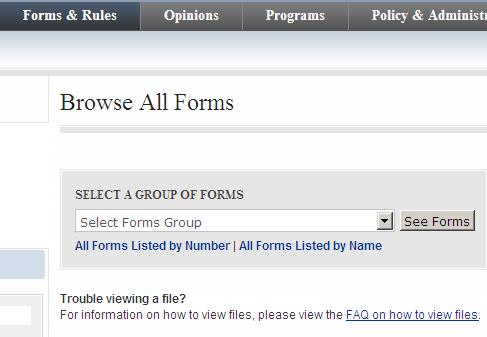 Forms & Rules Opinions Programs Policy &
Browse All Forms
SELECT A GROUP OF FORMS
Select Forms Group See Forms
All Forms Listed by Number | All Forms Listed by Name
Trouble viewing a file?
For information on how to view files, please view the FAQ on how to view files.